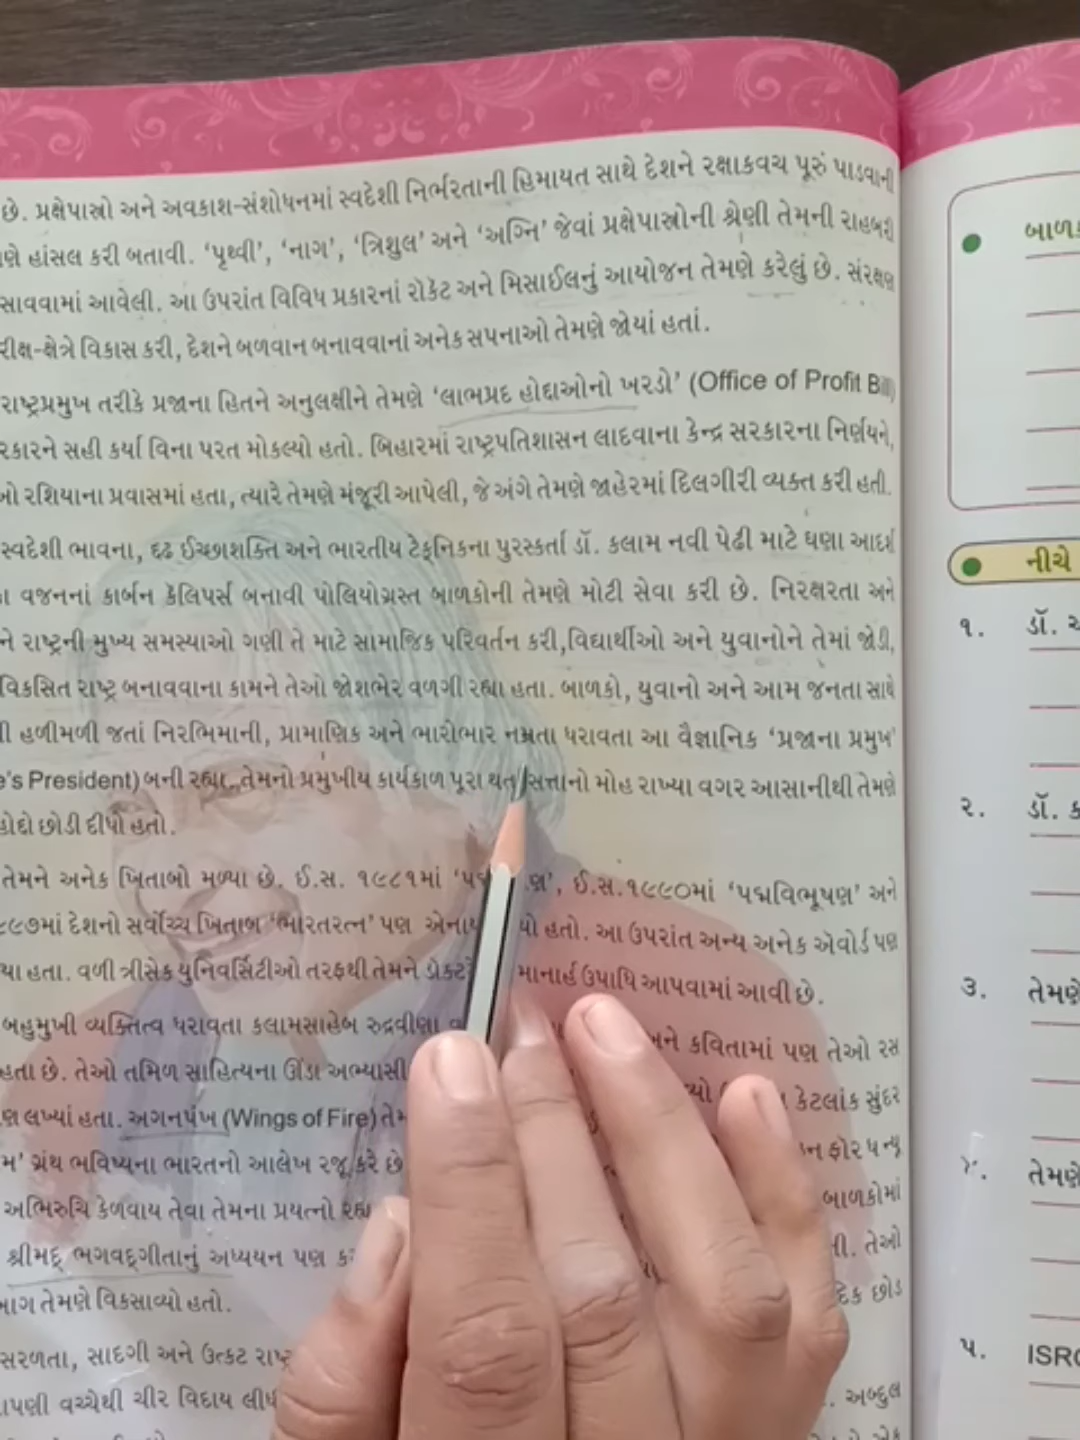 છે. પ્રક્ષેપાસ્ત્રો અને અવકાશ-સંશોધનમાં સ્વદેશી નિર્ભરતાની હિમાયત સાથે દેશને રક્ષાકવચ પૂરું પાડવાની
હાંસલ કરી બતાવી. ‘પૃથ્વી’, ‘નાગ’, ‘ત્રિશુલ’ અને ‘અગ્નિ’ જેવાં પ્રક્ષેપાસ્ત્રોની શ્રેણી તેમની રાહબરી
સાવવામાં આવેલી. આ ઉપરાંત વિવિધ પ્રકારનાં રૉકેટ અને મિસાઈલનું આયોજન તેમણે કરેલું છે. સંરક્ષણ
રીક્ષ-ક્ષેત્રે વિકાસ કરી, દેશને બળવાન બનાવવાનાં અનેક સપનાઓ તેમણે જોયાં હતાં.
રાષ્ટ્રપ્રમુખ તરીકે પ્રજાના હિતને અનુલક્ષીને તેમણે ‘લાભપ્રદ હોદ્દાઓનો ખરડો’ (Office of Profit Bill)
રકારને સહી કર્યા વિના પરત મોકલ્યો હતો. બિહારમાં રાષ્ટ્રપતિશાસન લાદવાના કેન્દ્ર સરકારના નિર્ણયને,
ઓ રશિયાના પ્રવાસમાં હતા, ત્યારે તેમણે મંજૂરી આપેલી, જે અંગે તેમણે જાહેરમાં દિલગીરી વ્યક્ત કરી હતી.
સ્વદેશી ભાવના, દૃઢ ઈચ્છાશક્તિ અને ભારતીય ટેક્નિકના પુરસ્કર્તા ડૉ. કલામ નવી પેઢી માટે ઘણા આદર્શ
વજનનાં કાર્બન કૅલિપર્સ બનાવી પોલિયોગ્રસ્ત બાળકોની તેમણે મોટી સેવા કરી છે. નિરક્ષરતા અને
ને રાષ્ટ્રની મુખ્ય સમસ્યાઓ ગણી તે માટે સામાજિક પરિવર્તન કરી, વિદ્યાર્થીઓ અને યુવાનોને તેમાં જોડી,
વિકસિત રાષ્ટ્ર બનાવવાના કામને તેઓ જોશભેર વળગી રહ્યા હતા. બાળકો, યુવાનો અને આમ જનતા સાથે
હળીમળી જતાં નિરભિમાની, પ્રામાણિક અને ભારોભાર નમ્રતા ધરાવતા આ વૈજ્ઞાનિક ‘પ્રજાના પ્રમુખ’
e's President) બની રહ્યા. તેમનો પ્રમુખીય કાર્યકાળ પૂરા થતાં સત્તાનો મોહ રાખ્યા વગર આસાનીથી તેમણે
હોદ્દો છોડી દીધો હતો.
તેમને અનેક ખિતાબો મળ્યા છે. ઈ.સ. ૧૯૮૧માં ઈ.સ.૧૯૯૦માં ‘પદ્મવિભૂષણ’ અને
૯૯૭માં દેશનો સર્વોચ્ચ ખિતાબ ‘ભારતરત્ન’ પણ હતો. આ ઉપરાંત અન્ય અનેક ઍવોર્ડ પણ
યા હતા. વળી ત્રીસેક યુનિવર્સિટીઓ તરફથી તેમને માનાર્હ ઉપાધિ આપવામાં આવી છે.
બહુમુખી વ્યક્તિત્વ ધરાવતા કલામસાહેબ રુદ્રવીણા અને કવિતામાં પણ તેઓ રસ
હતા છે. તેઓ તમિળ સાહિત્યના ઊંડા અભ્યાસી કેટલાંક સુંદર
ણ લખ્યાં હતા. અગનપંખ (Wings of Fire) ન ફોર ધ ન્યૂ
મ’ ગ્રંથ ભવિષ્યના ભારતનો આલેખ રજૂ કરે છે બાળકોમાં
અભિરુચિ કેળવાય તેવા તેમના પ્રયત્નો તેઓ
શ્રીમદ્ ભગવદ્ગીતાનું અધ્યયન પણ છોડ
ભાગ તેમણે વિકસાવ્યો હતો.
સરળતા, સાદગી અને ઉત્કટ
પણી વચ્ચેથી ચીર વિદાય અબ્દુલ
બાળક
નીચે
૧. ડૉ.
૨. ડૉ.
૩. તેમણે
૪. તેમણે
૫. ISRO